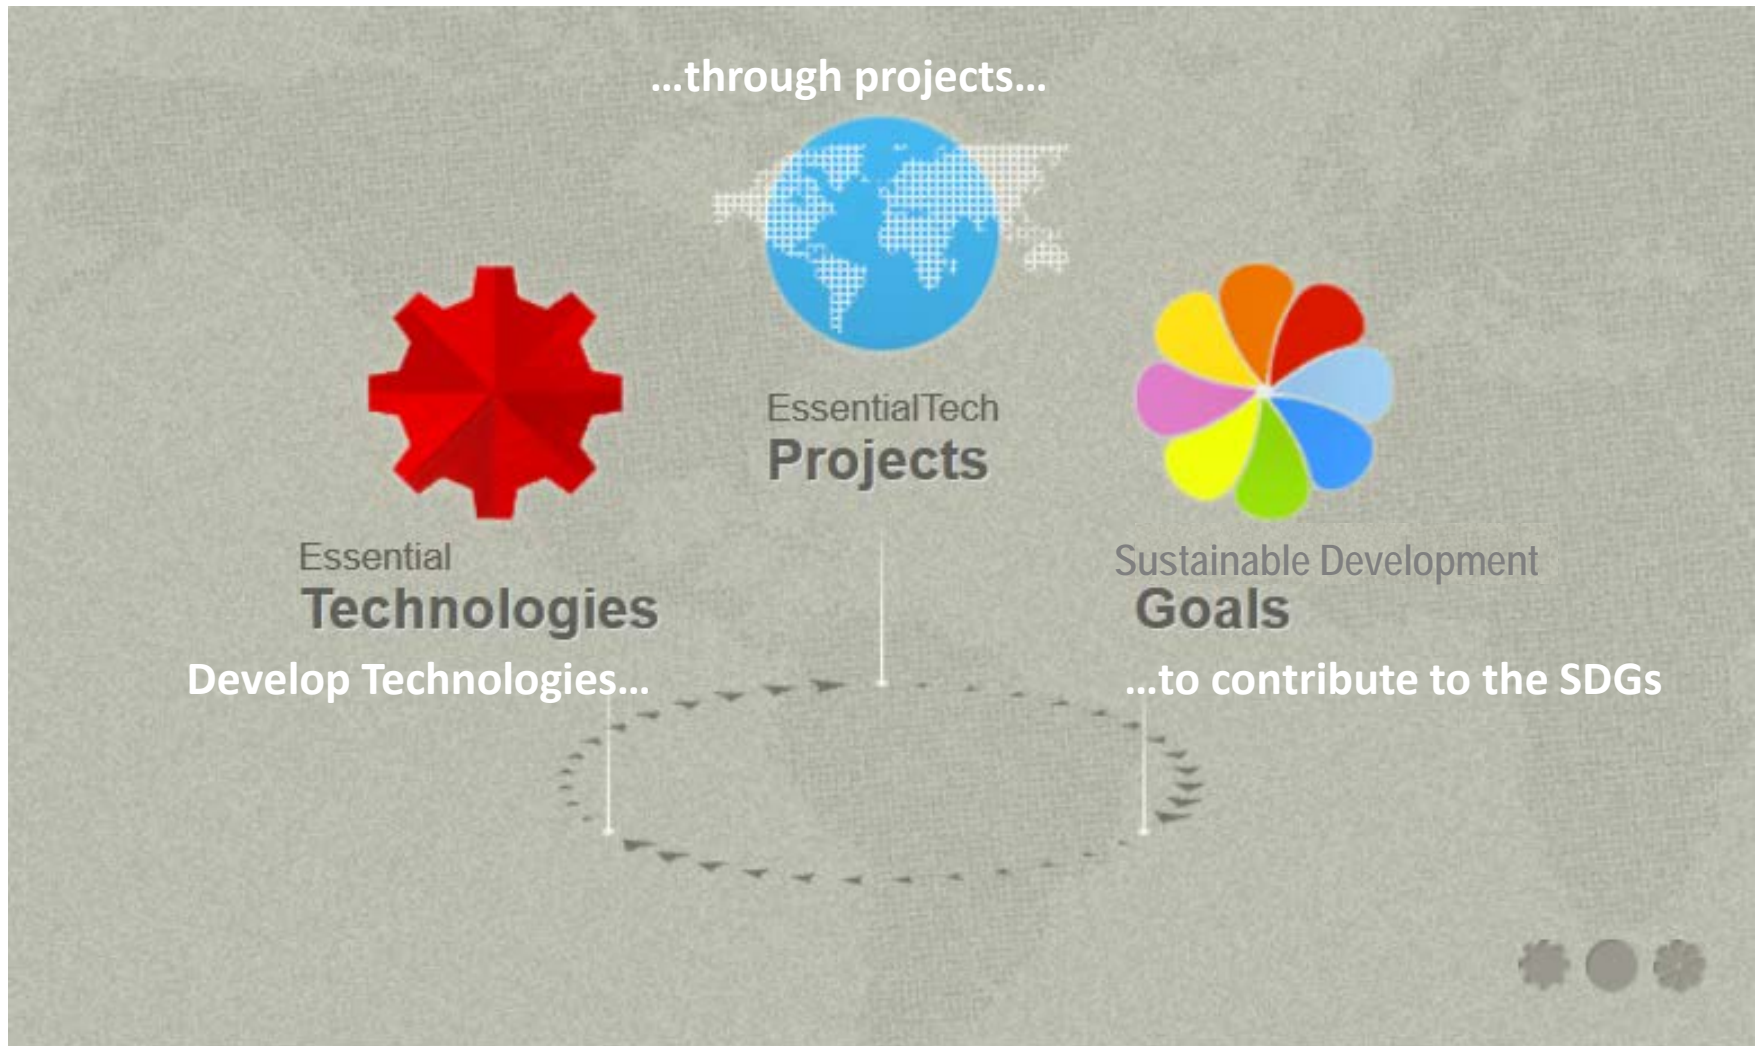 …through projects…
EssentialTech
Projects
Essential
Technologies
Develop Technologies…
Sustainable Development
Goals
…to contribute to the SDGs